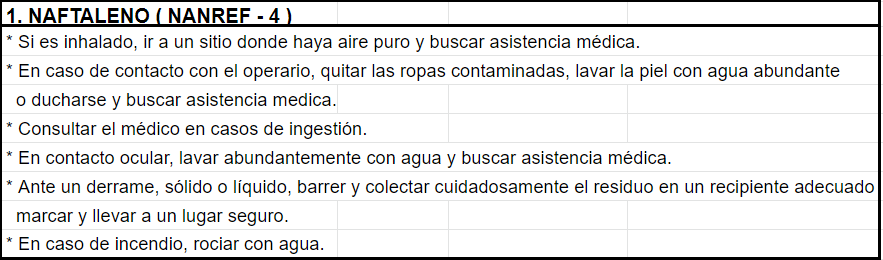 1. NAFTALENO ( NANREF - 4 )
* Si es inhalado, ir a un sitio donde haya aire puro y buscar asistencia médica.
* En caso de contacto con el operario, quitar las ropas contaminadas, lavar la piel con agua abundante
o ducharse y buscar asistencia medica.
* Consultar el médico en casos de ingestión.
* En contacto ocular, lavar abundantemente con agua y buscar asistencia médica.
* Ante un derrame, sólido o líquido, barrer y colectar cuidadosamente el residuo en un recipiente adecuado
marcar y llevar a un lugar seguro.
* En caso de incendio, rociar con agua.